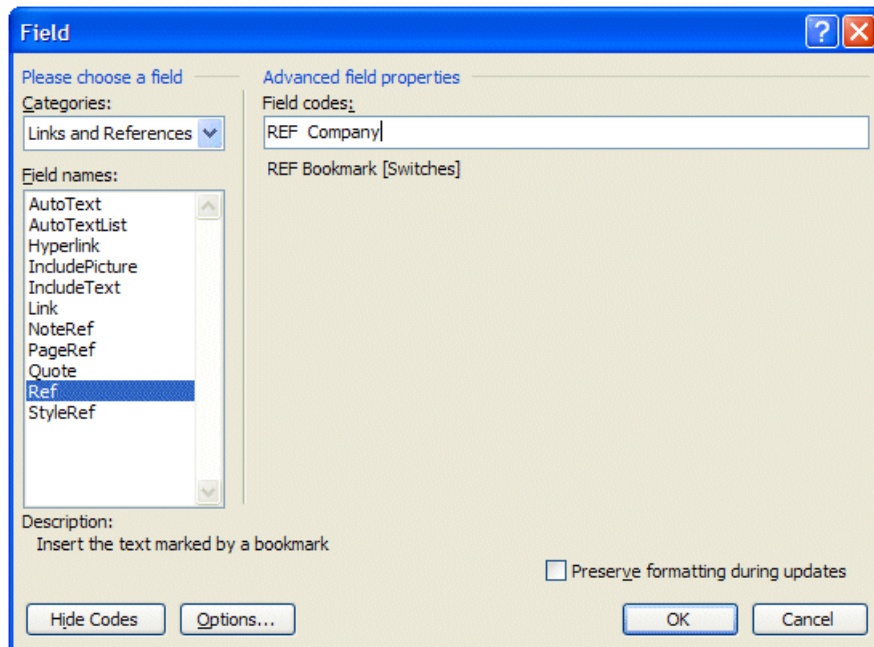 Field
Please choose a field
Categories:
Links and References
Field names:
AutoText
AutoTextList
Hyperlink
IncludePicture
IncludeText
Link
NoteRef
PageRef
Quote
Ref
StyleRef
Description:
Insert the text marked by a bookmark
Advanced field properties
Field codes:
REF  Company
REF Bookmark [Switches]
Preserve formatting during updates
Hide Codes
Options...
OK
Cancel